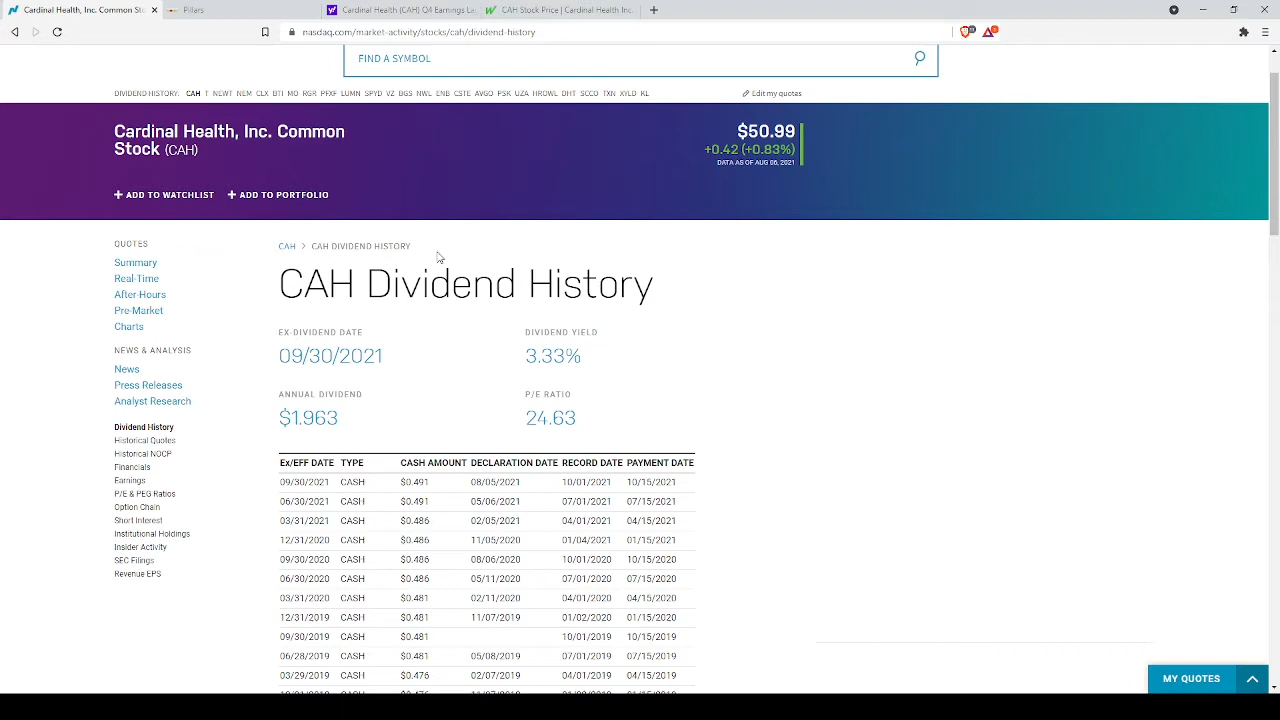 Cardinal Health, Inc. Common Sto
Pillars
Cardinal Health (CAH) Q4 Earnings La
CAH Stock Price | Cardinal Health Inc.
nasdaq.com/market-activity/stocks/cah/dividend-history
FIND A SYMBOL
DIVIDEND HISTORY: CAH T NEWT NEM CLX BTI MO RGR PFXF LUMN SPYD VZ BGS NWL ENB CSTE AVGO PSK UZA HROWL DHT SCCO TXN XYLD KL
Edit my quotes
Cardinal Health, Inc. Common
Stock (CAH)
$50.99
+0.42 (+0.83%)
DATA AS OF AUG 06, 2021
+ ADD TO WATCHLIST + ADD TO PORTFOLIO
QUOTES
Summary
Real-Time
After-Hours
Pre-Market
Charts
NEWS & ANALYSIS
News
Press Releases
Analyst Research
Dividend History
Historical Quotes
Historical NOCP
Financials
Earnings
P/E & PEG Ratios
Option Chain
Short Interest
Institutional Holdings
Insider Activity
SEC Filings
Revenue EPS
CAH > CAH DIVIDEND HISTORY
CAH Dividend History
EX-DIVIDEND DATE
09/30/2021
DIVIDEND YIELD
3.33%
ANNUAL DIVIDEND
$1.963
P/E RATIO
24.63
Ex/EFF DATE TYPE CASH AMOUNT DECLARATION DATE RECORD DATE PAYMENT DATE
09/30/2021 CASH $0.491 08/05/2021 10/01/2021 10/15/2021
06/30/2021 CASH $0.491 05/06/2021 07/01/2021 07/15/2021
03/31/2021 CASH $0.486 02/05/2021 04/01/2021 04/15/2021
12/31/2020 CASH $0.486 11/05/2020 01/04/2021 01/15/2021
09/30/2020 CASH $0.486 08/06/2020 10/01/2020 10/15/2020
06/30/2020 CASH $0.486 05/11/2020 07/01/2020 07/15/2020
03/31/2020 CASH $0.481 02/11/2020 04/01/2020 04/15/2020
12/31/2019 CASH $0.481 11/07/2019 01/02/2020 01/15/2020
09/30/2019 CASH $0.481 10/01/2019 10/15/2019
06/28/2019 CASH $0.481 05/08/2019 07/01/2019 07/15/2019
03/29/2019 CASH $0.476 02/07/2019 04/01/2019 04/15/2019
MY QUOTES